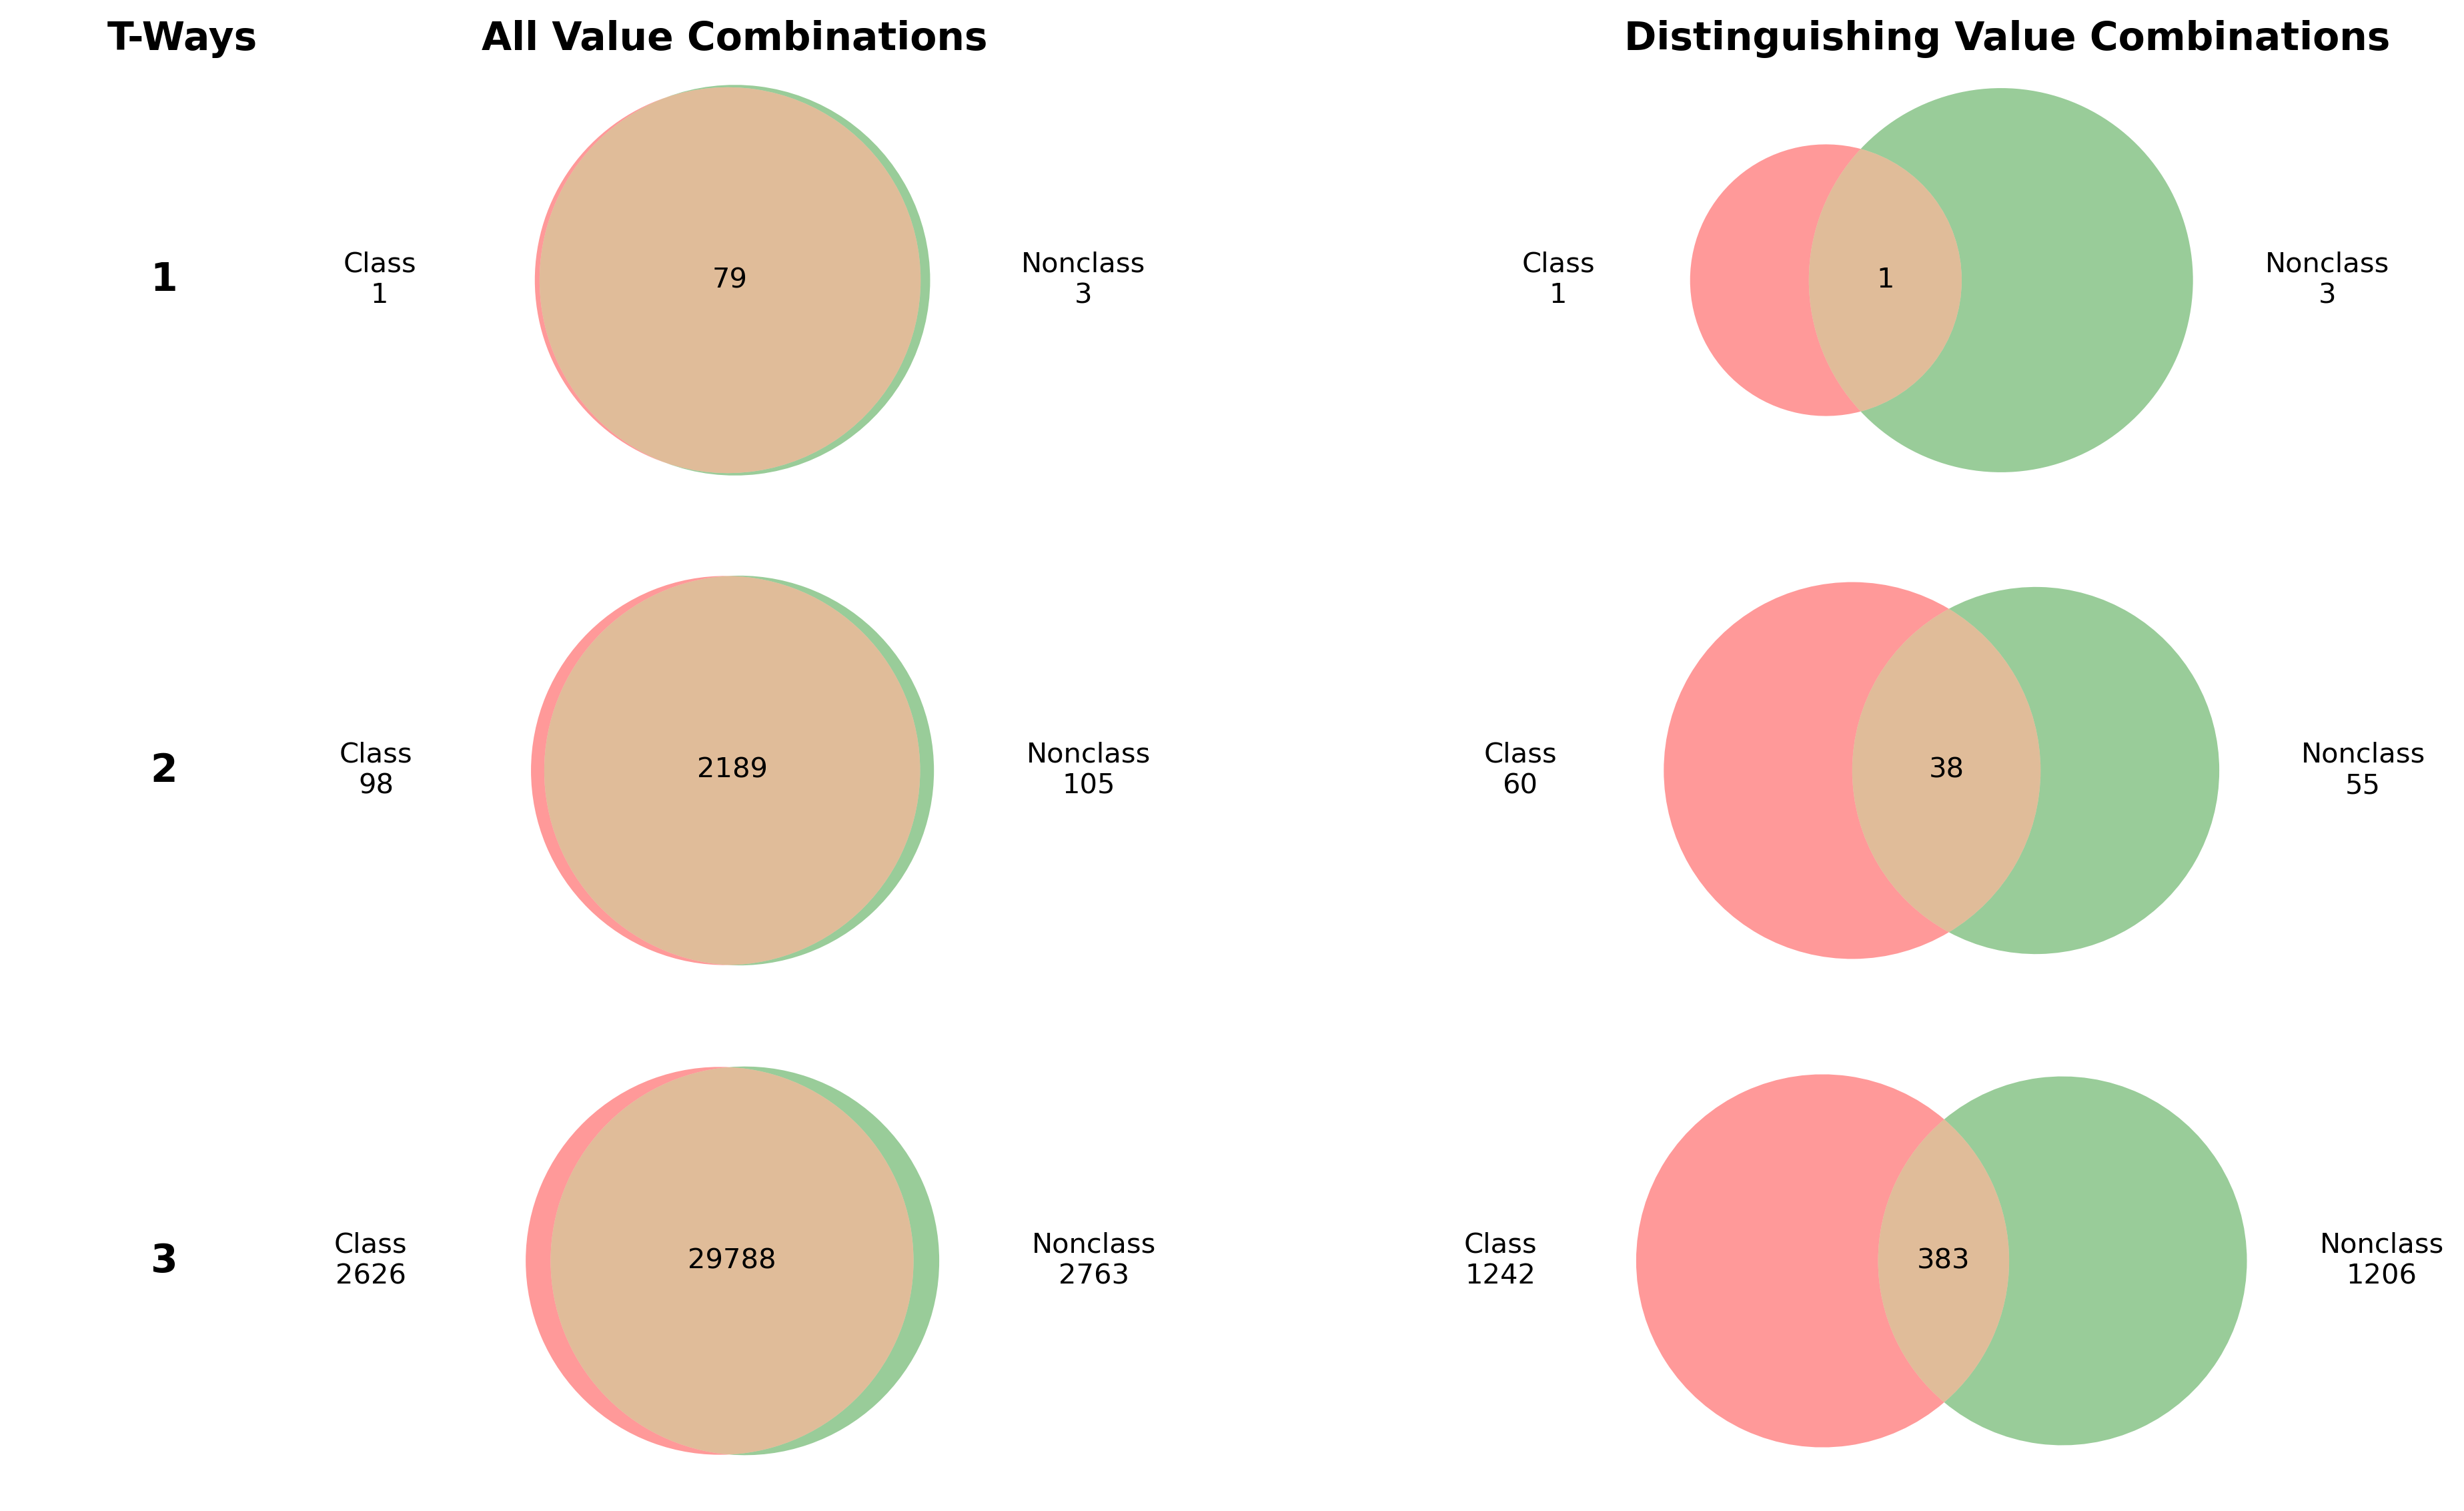 T-Ways
All Value Combinations
Distinguishing Value Combinations
1
Class
1
79
Nonclass
3
Class
1
1
Nonclass
3
2
Class
98
2189
Nonclass
105
Class
60
38
Nonclass
55
3
Class
2626
29788
Nonclass
2763
Class
1242
383
Nonclass
1206